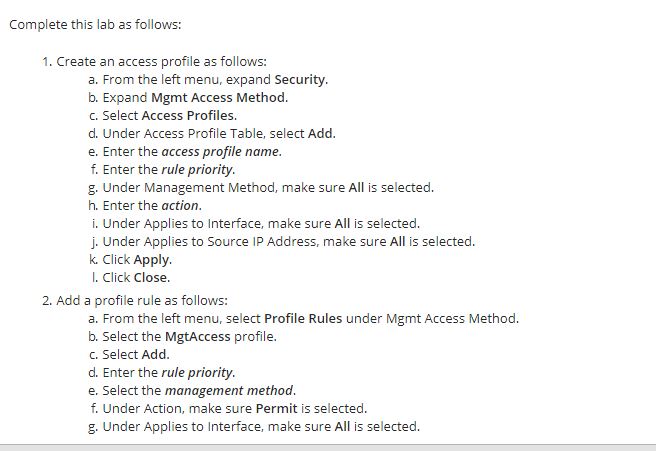 Complete this lab as follows:
1. Create an access profile as follows:
a. From the left menu, expand Security.
b. Expand Mgmt Access Method.
c. Select Access Profiles.
d. Under Access Profile Table, select Add.
e. Enter the access profile name.
f. Enter the rule priority.
g. Under Management Method, make sure All is selected.
h. Enter the action.
i. Under Applies to Interface, make sure All is selected.
j. Under Applies to Source IP Address, make sure All is selected.
k. Click Apply.
l. Click Close.
2. Add a profile rule as follows:
a. From the left menu, select Profile Rules under Mgmt Access Method.
b. Select the MgtAccess profile.
c. Select Add.
d. Enter the rule priority.
e. Select the management method.
f. Under Action, make sure Permit is selected.
g. Under Applies to Interface, make sure All is selected.